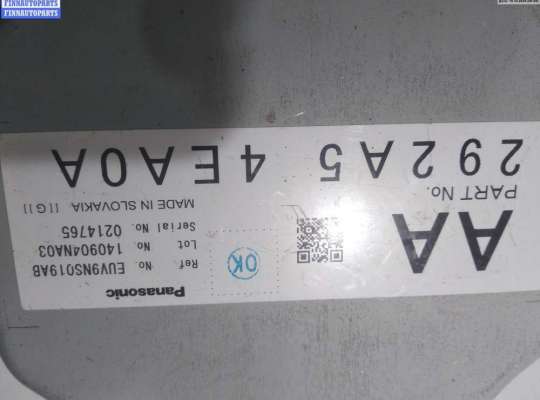 FINNAUTOPARTS
FINNAUTOPARTS
AA
PART No.
292A5 4EA0A
MADE IN SLOVAKIA [[G]]
OK
Panasonic
Ref. No. EUV9NS019AB
Lot No. 140904NA03
Serial No. 0214765